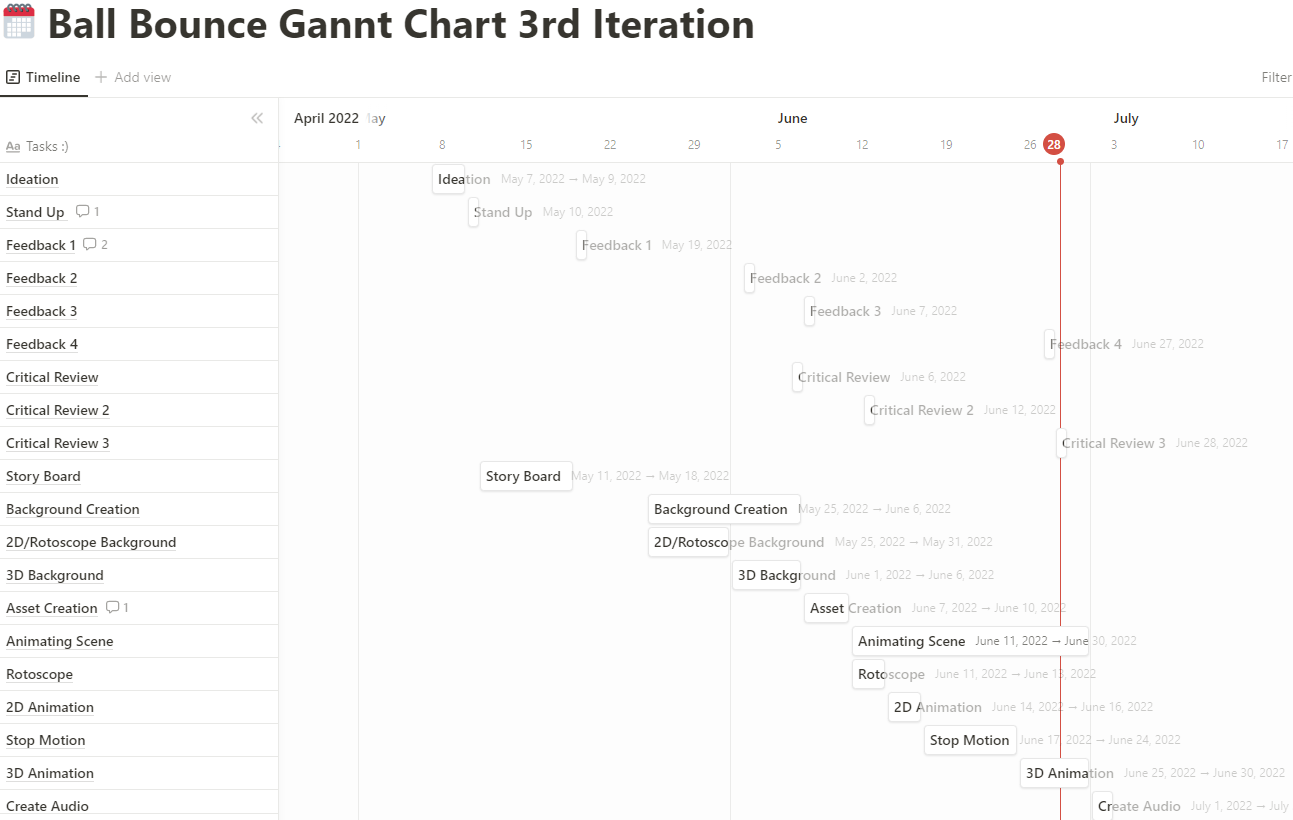 Ball Bounce Gannt Chart 3rd Iteration
Timeline Add view Filter
April 2022 May June July
Aa Tasks :) 1 8 15 22 29 5 12 19 26 28 3 10 17
Ideation Ideation May 7, 2022 → May 9, 2022
Stand Up 1 Stand Up May 10, 2022
Feedback 1 2 Feedback 1 May 19, 2022
Feedback 2 Feedback 2 June 2, 2022
Feedback 3 Feedback 3 June 7, 2022
Feedback 4 Feedback 4 June 27, 2022
Critical Review Critical Review June 6, 2022
Critical Review 2 Critical Review 2 June 12, 2022
Critical Review 3 Critical Review 3 June 28, 2022
Story Board Story Board May 11, 2022 → May 18, 2022
Background Creation Background Creation May 25, 2022 → June 6, 2022
2D/Rotoscope Background 2D/Rotoscope Background May 25, 2022 → May 31, 2022
3D Background 3D Background June 1, 2022 → June 6, 2022
Asset Creation 1 Asset Creation June 7, 2022 → June 10, 2022
Animating Scene Animating Scene June 11, 2022 → June 30, 2022
Rotoscope Rotoscope June 11, 2022 → June 13, 2022
2D Animation 2D Animation June 14, 2022 → June 16, 2022
Stop Motion Stop Motion June 17, 2022 → June 24, 2022
3D Animation 3D Animation June 25, 2022 → June 30, 2022
Create Audio Create Audio July 1, 2022 → July